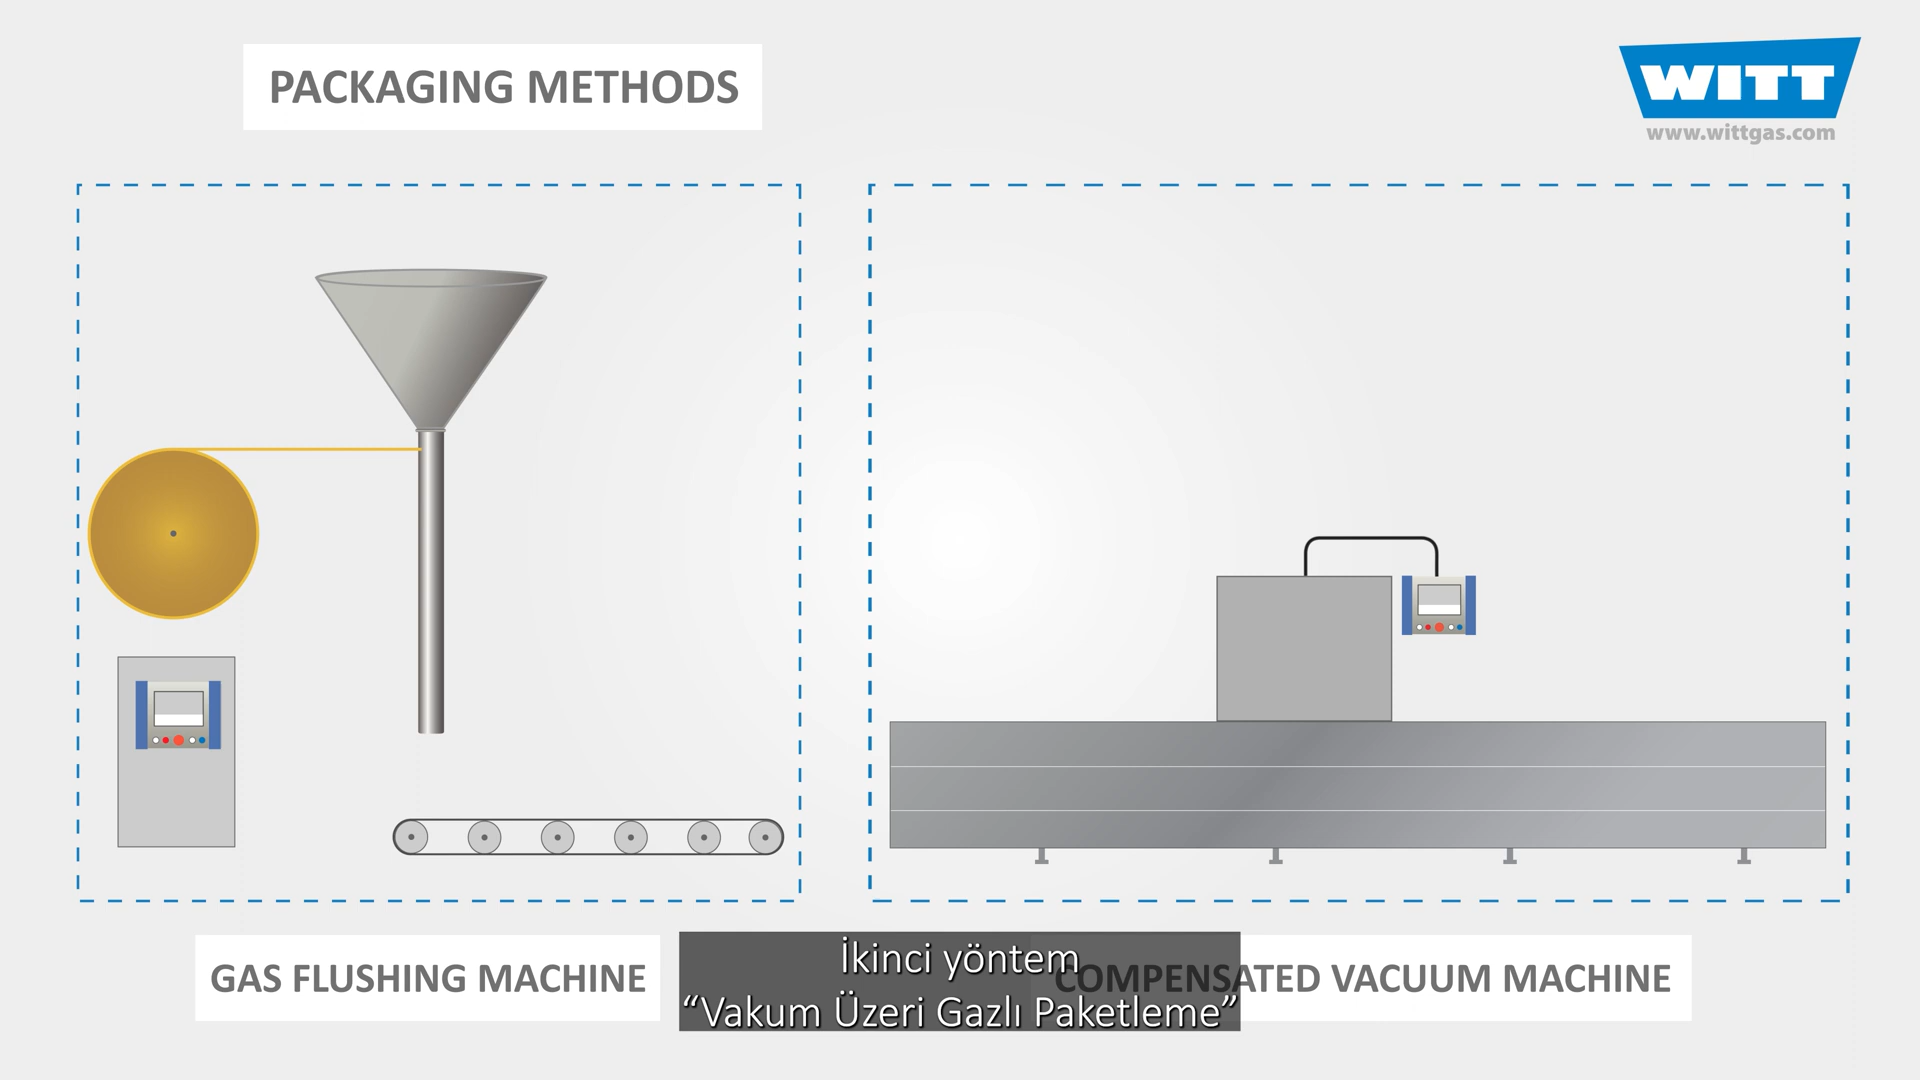 PACKAGING METHODS
WITT
www.wittgas.com
GAS FLUSHING MACHINE
COMPENSATED VACUUM MACHINE
İkinci yöntem
“Vakum Üzeri Gazlı Paketleme”